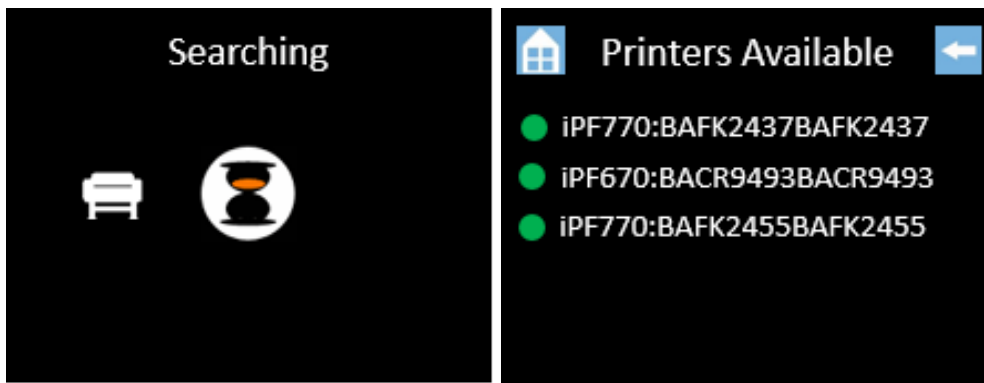 Searching
Printers Available
iPF770:BAFK2437BAFK2437
iPF670:BACR9493BACR9493
iPF770:BAFK2455BAFK2455